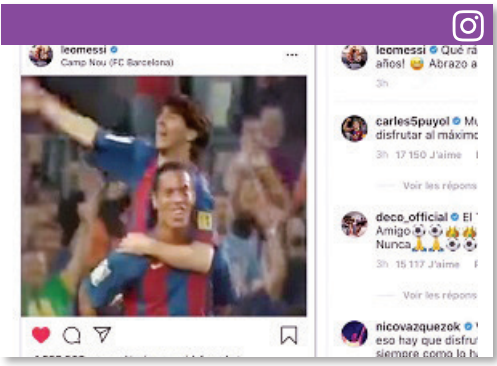 leomessi
Camp Nou (FC Barcelona)
leomessi Qué rá
años! 😅 Abrazo a
3h
carles5puyol Mu
disfrutar al máximo
3h 17 150 J'aime
Voir les répons
deco_official El
Amigo⚽⚽🙌🙌
Nunca🙏🙏⚽⚽
3h 15 117 J'aime
Voir les répons
nicovazquezok
eso hay que disfru
siempre como lo h